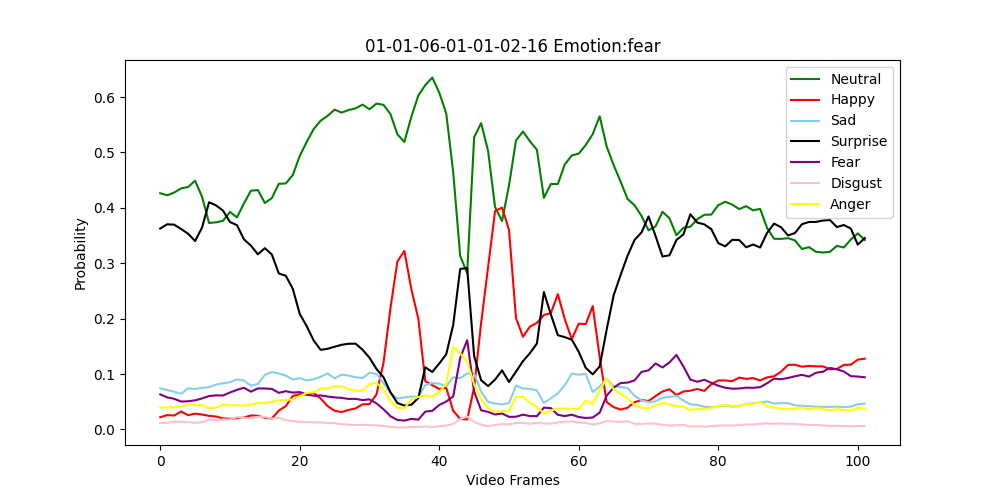 01-01-06-01-01-02-16 Emotion:fear
Neutral
Happy
Sad
Surprise
Fear
Disgust
Anger
Probability
0.6
0.5
0.4
0.3
0.2
0.1
0.0
0 20 40 60 80 100
Video Frames